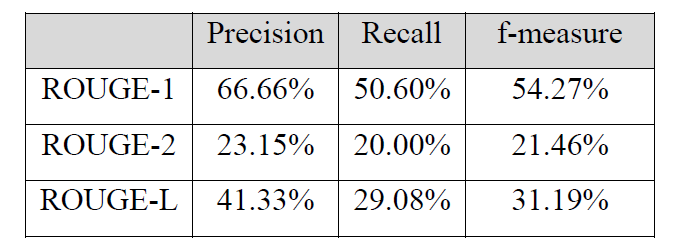 Precision Recall f-measure
ROUGE-1 66.66% 50.60% 54.27%
ROUGE-2 23.15% 20.00% 21.46%
ROUGE-L 41.33% 29.08% 31.19%